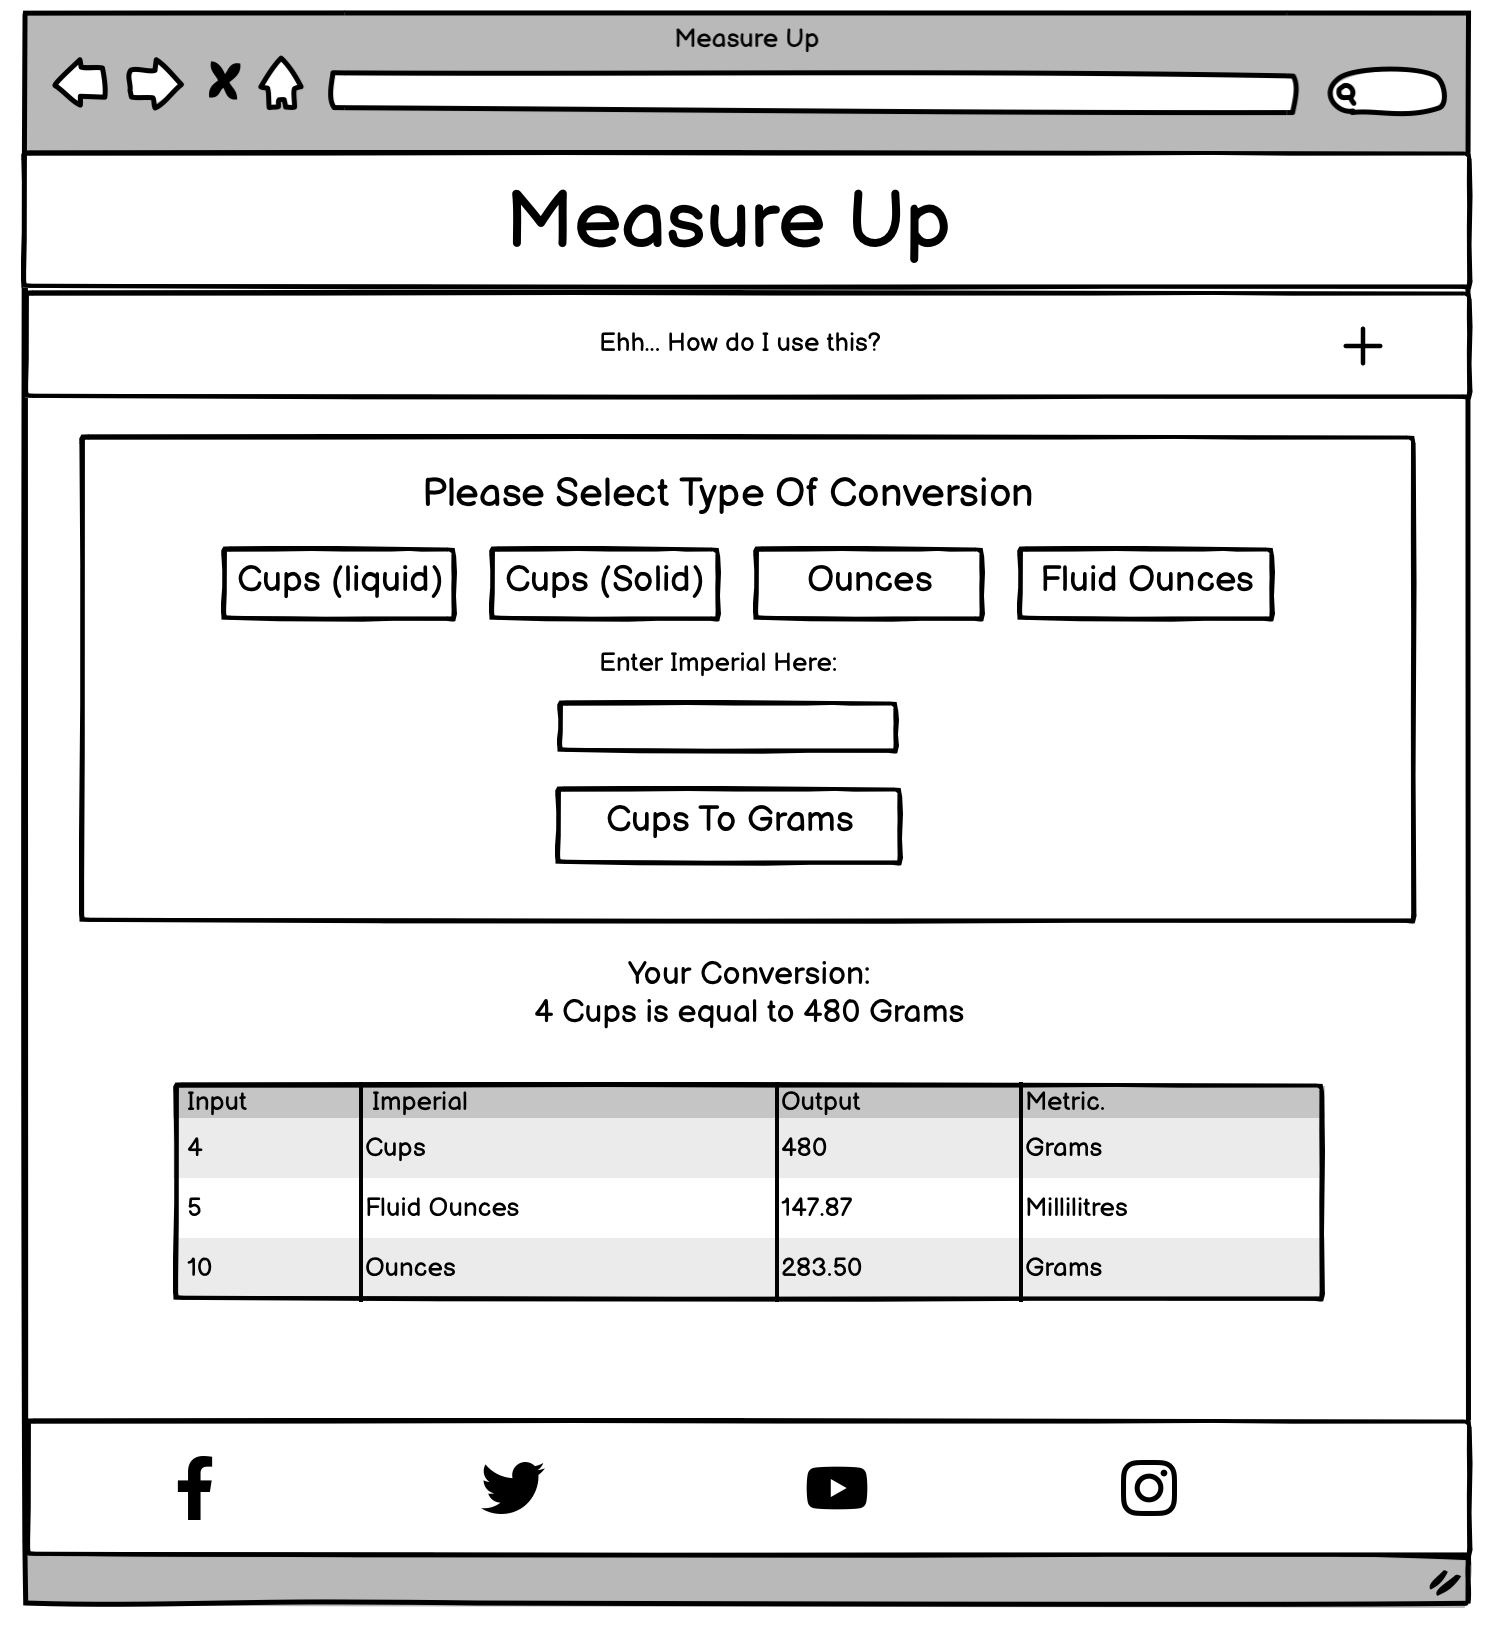 Measure Up
Measure Up
Ehh... How do I use this?
Please Select Type Of Conversion
Cups (liquid) Cups (Solid) Ounces Fluid Ounces
Enter Imperial Here:
Cups To Grams
Your Conversion:
4 Cups is equal to 480 Grams
Input Imperial Output Metric.
4 Cups 480 Grams
5 Fluid Ounces 147.87 Millilitres
10 Ounces 283.50 Grams